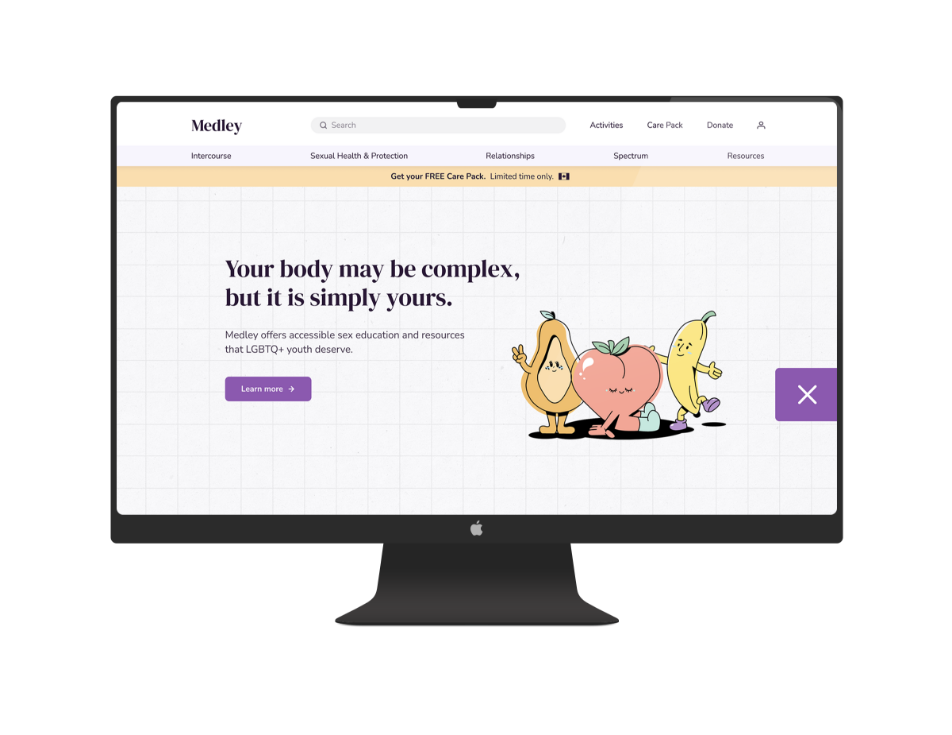 Medley
Search
Activities
Care Pack
Donate
Intercourse
Sexual Health & Protection
Relationships
Spectrum
Resources
Get your FREE Care Pack. Limited time only.
Your body may be complex,
but it is simply yours.
Medley offers accessible sex education and resources
that LGBTQ+ youth deserve.
Learn more →